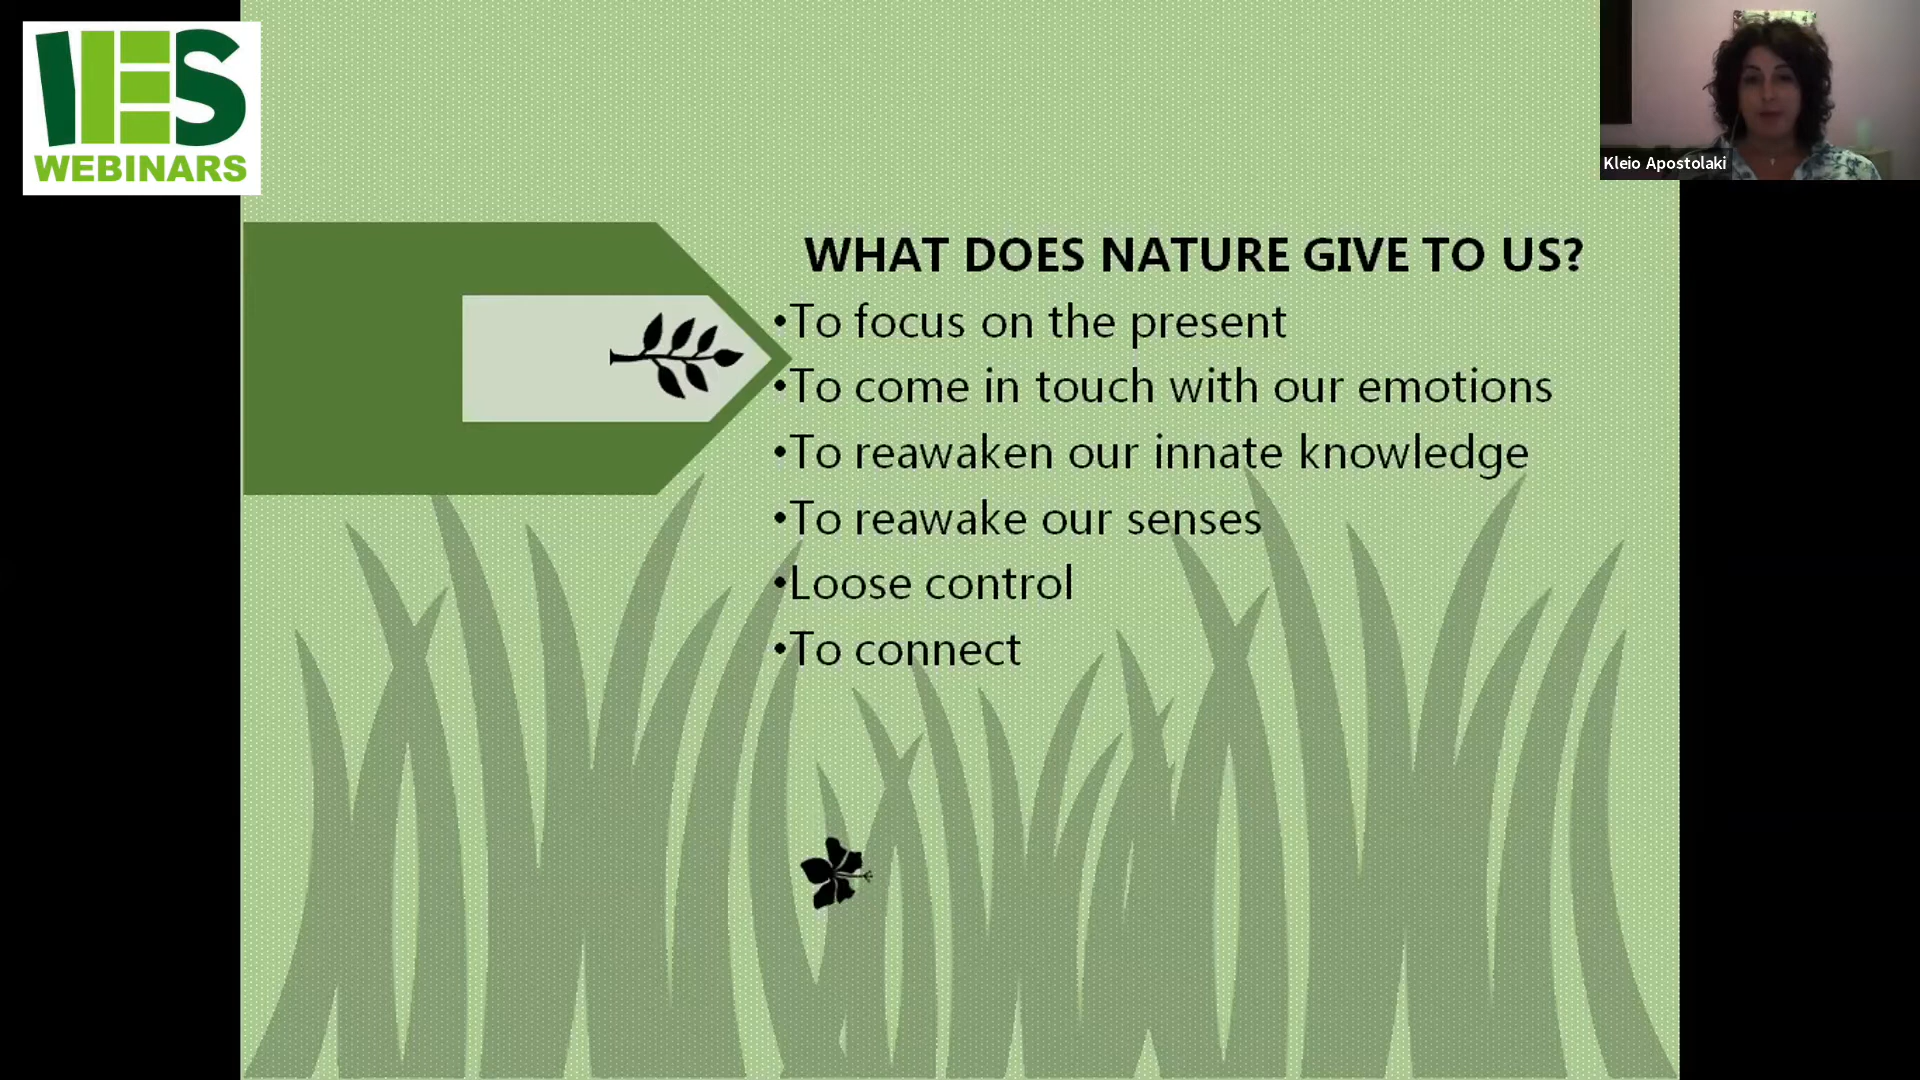 IES
WEBINARS
Kleio Apostolaki
WHAT DOES NATURE GIVE TO US?
•To focus on the present
•To come in touch with our emotions
•To reawaken our innate knowledge
•To reawake our senses
•Loose control
•To connect